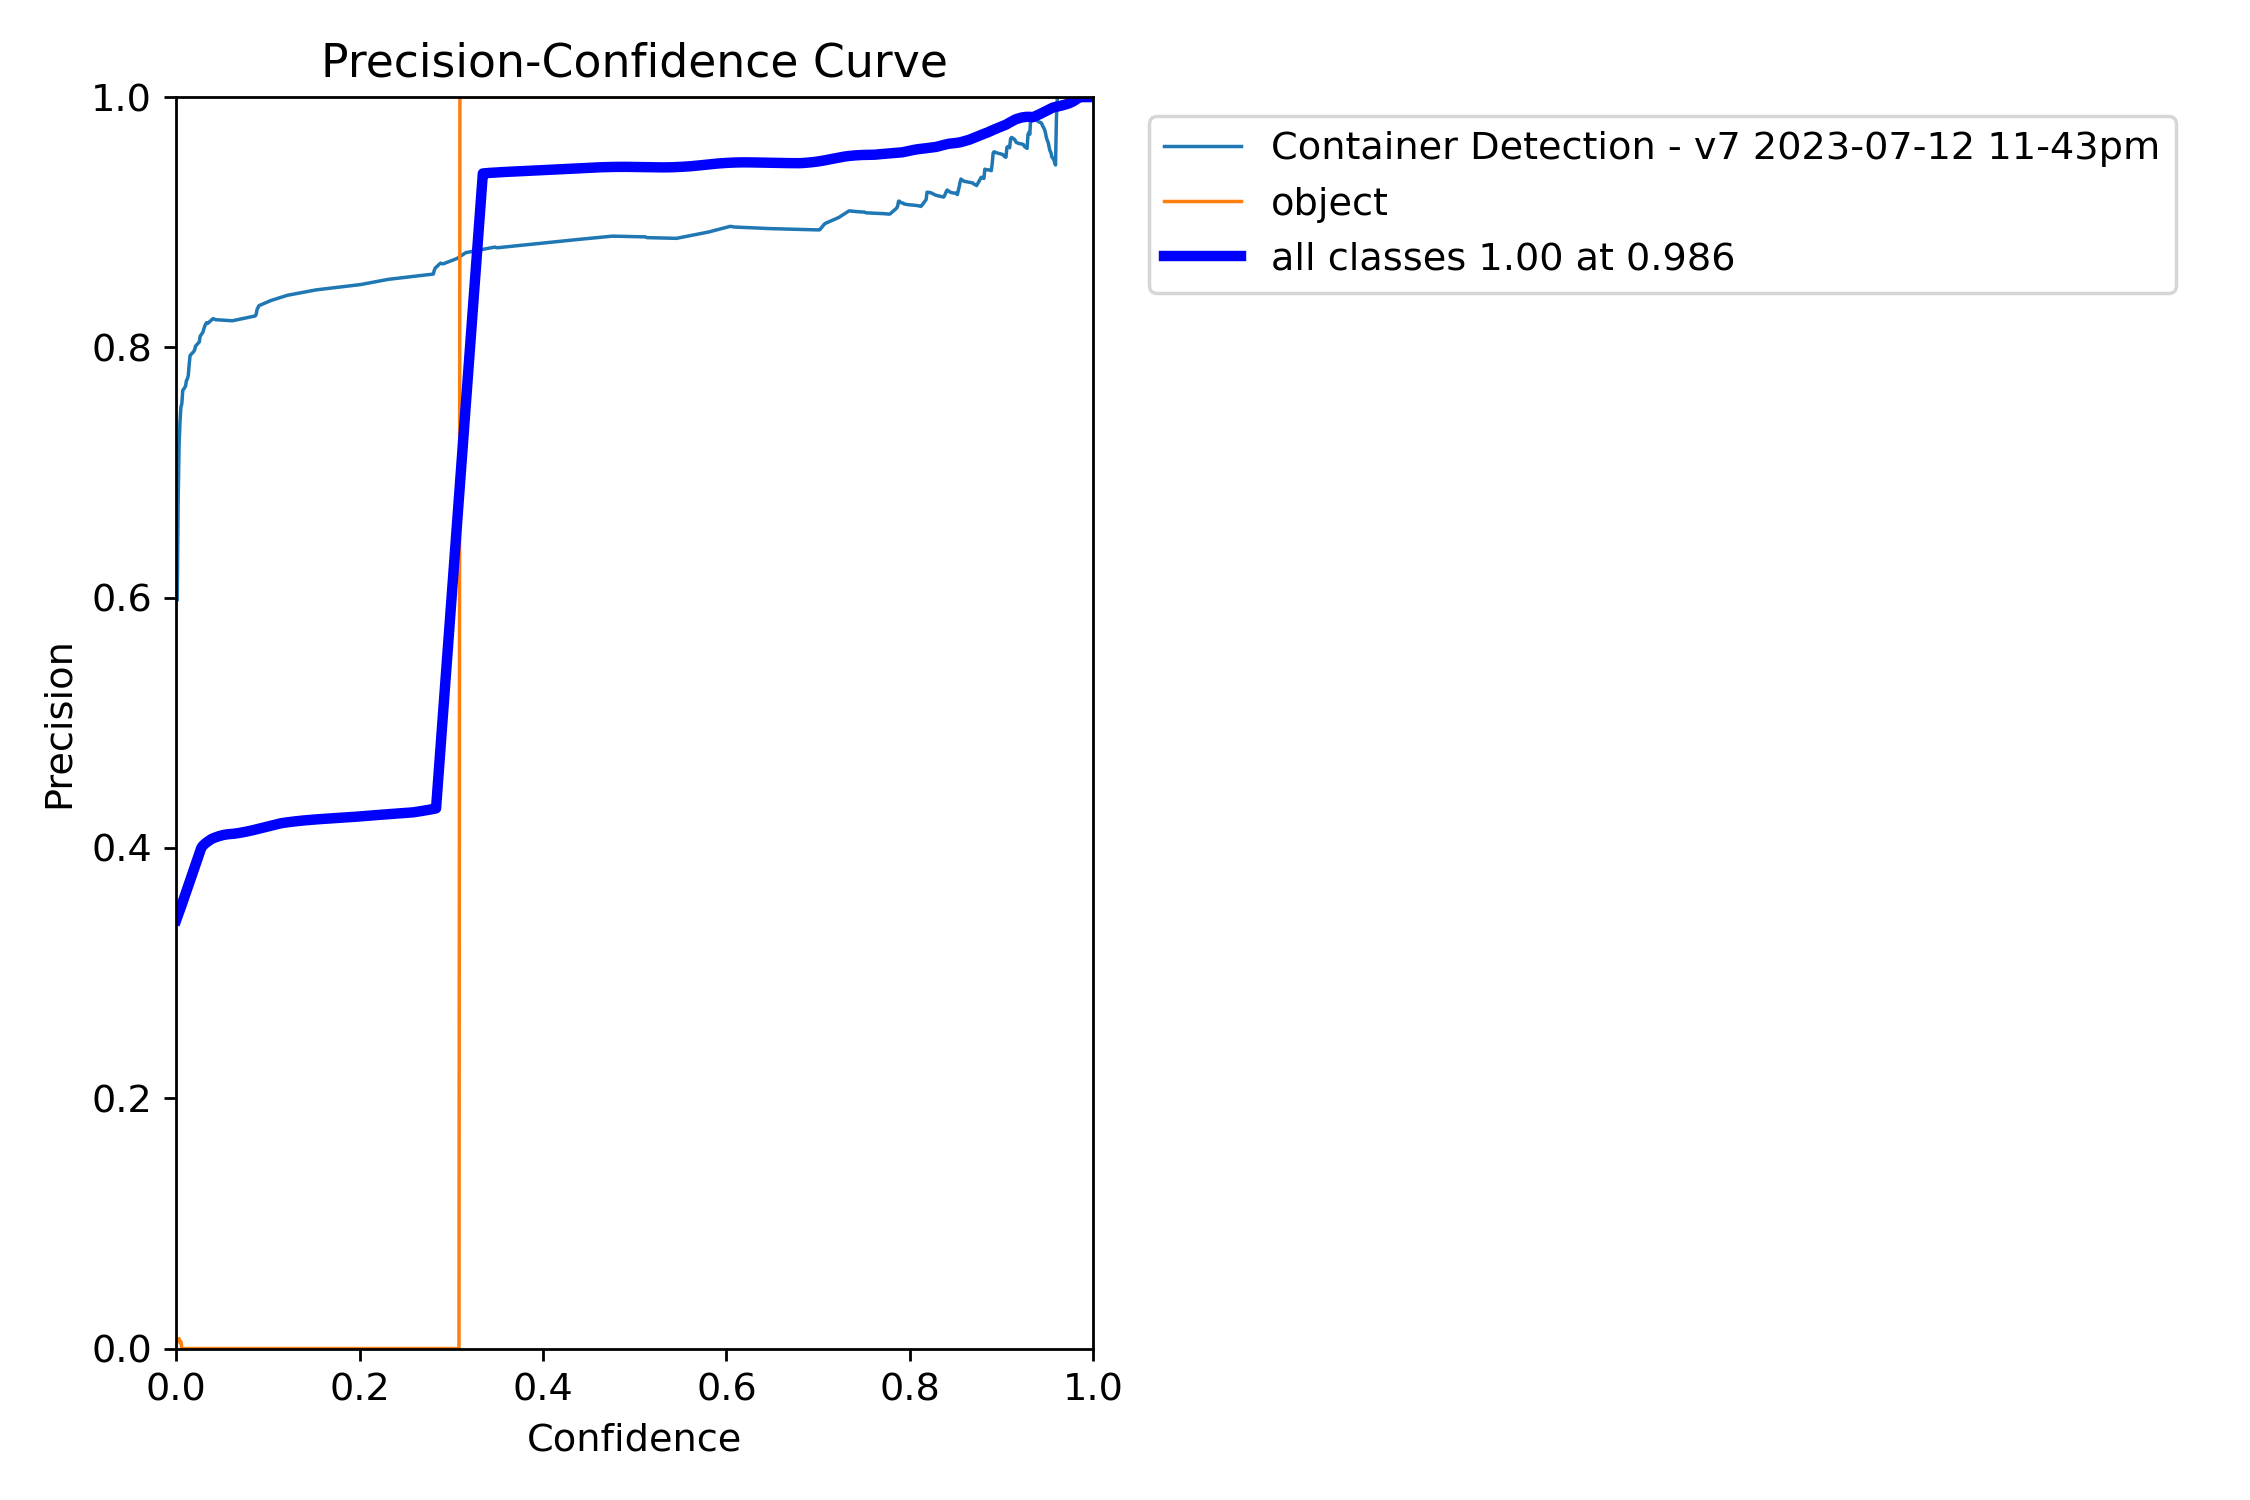 Precision-Confidence Curve
1.0
0.8
0.6
0.4
0.2
0.0
Precision
0.0 0.2 0.4 0.6 0.8 1.0
Confidence
Container Detection - v7 2023-07-12 11-43pm
object
all classes 1.00 at 0.986